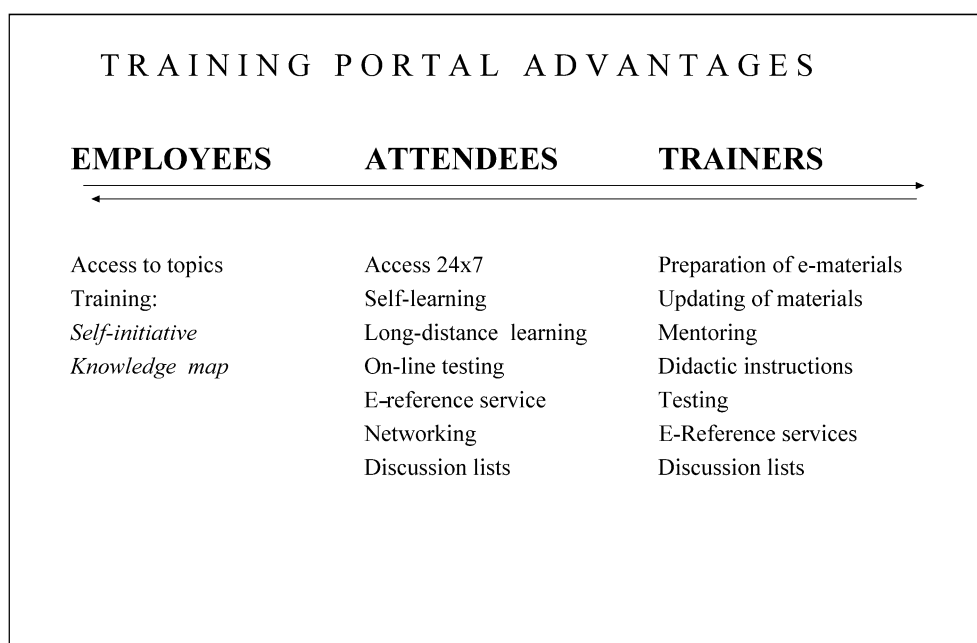 TRAINING PORTAL ADVANTAGES
EMPLOYEES
Access to topics
Training:
Self-initiative
Knowledge map
ATTENDEES
Access 24x7
Self-learning
Long-distance learning
On-line testing
E-reference service
Networking
Discussion lists
TRAINERS
Preparation of e-materials
Updating of materials
Mentoring
Didactic instructions
Testing
E-Reference services
Discussion lists